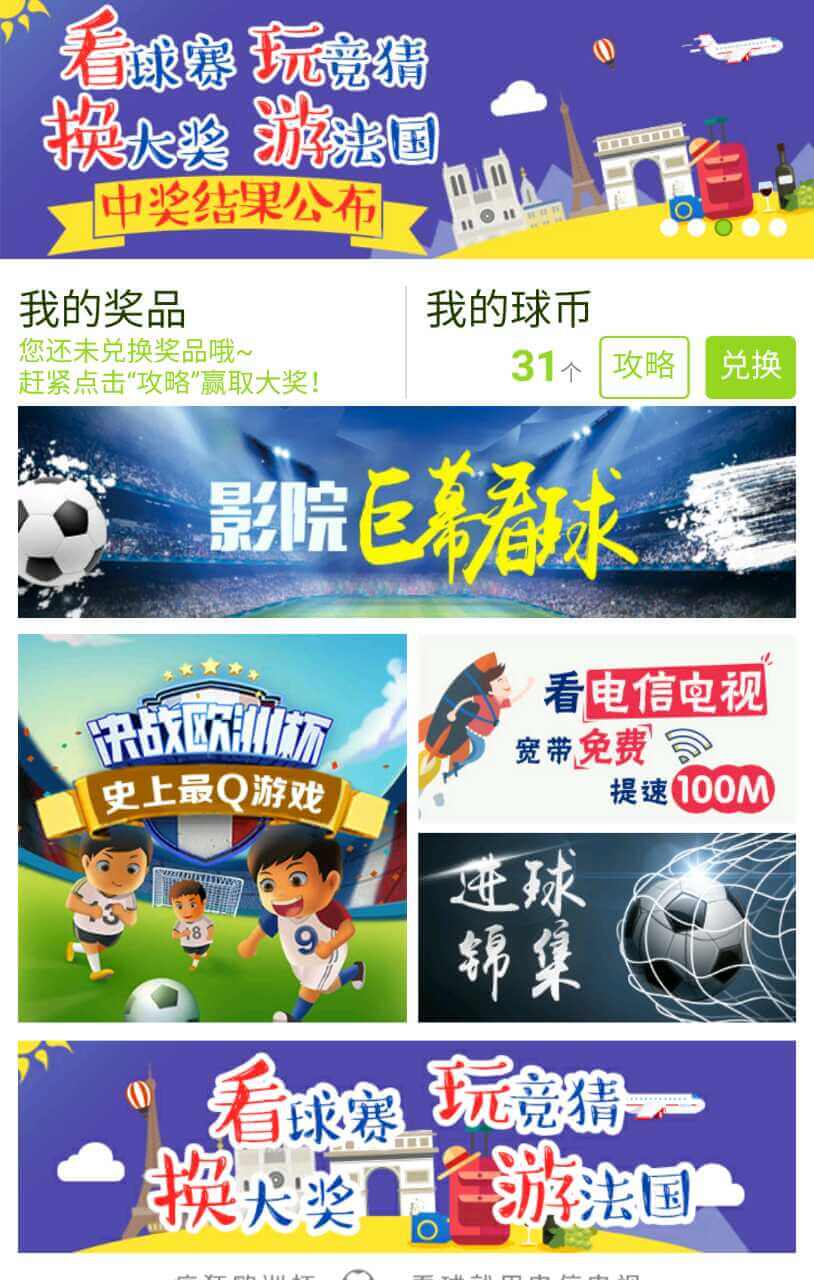 看球赛 玩竞猜
换大奖 游法国
中奖结果公布
我的奖品
您还未兑换奖品哦~
赶紧点击“攻略”赢取大奖!
我的球币
31个 攻略 兑换
影院巨幕看球
决战欧洲杯
史上最Q游戏
3
8
9
看电信电视
宽带免费
提速100M
进球
锦集
看球赛 玩竞猜
换大奖 游法国